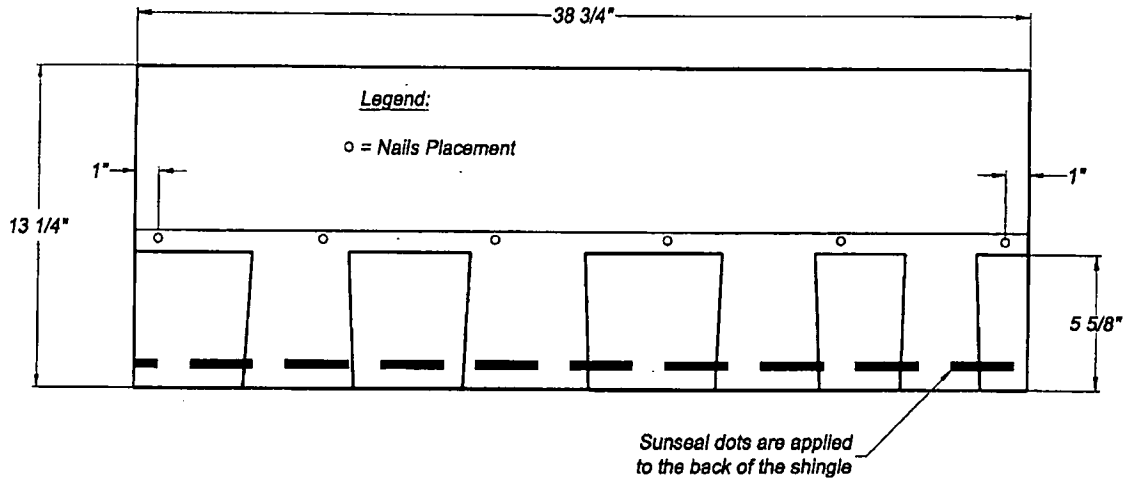 38 3/4"
Legend:
o = Nails Placement
1"
1"
13 1/4"
5 5/8"
Sunseal dots are applied
to the back of the shingle